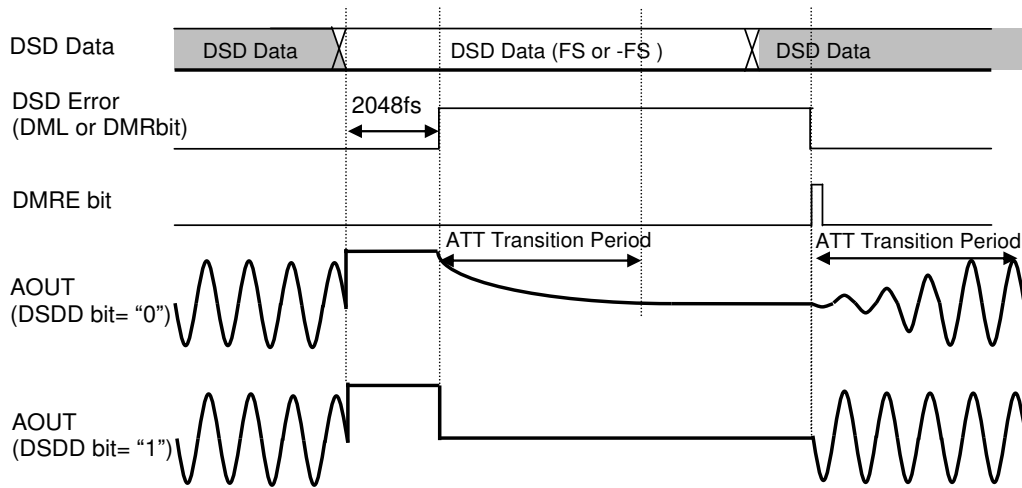 DSD Data
DSD Data
DSD Data (FS or -FS )
DSD Data
DSD Error
(DML or DMRbit)
2048fs
DMRE bit
ATT Transition Period
ATT Transition Period
AOUT
(DSDD bit= “0”)
AOUT
(DSDD bit= “1”)